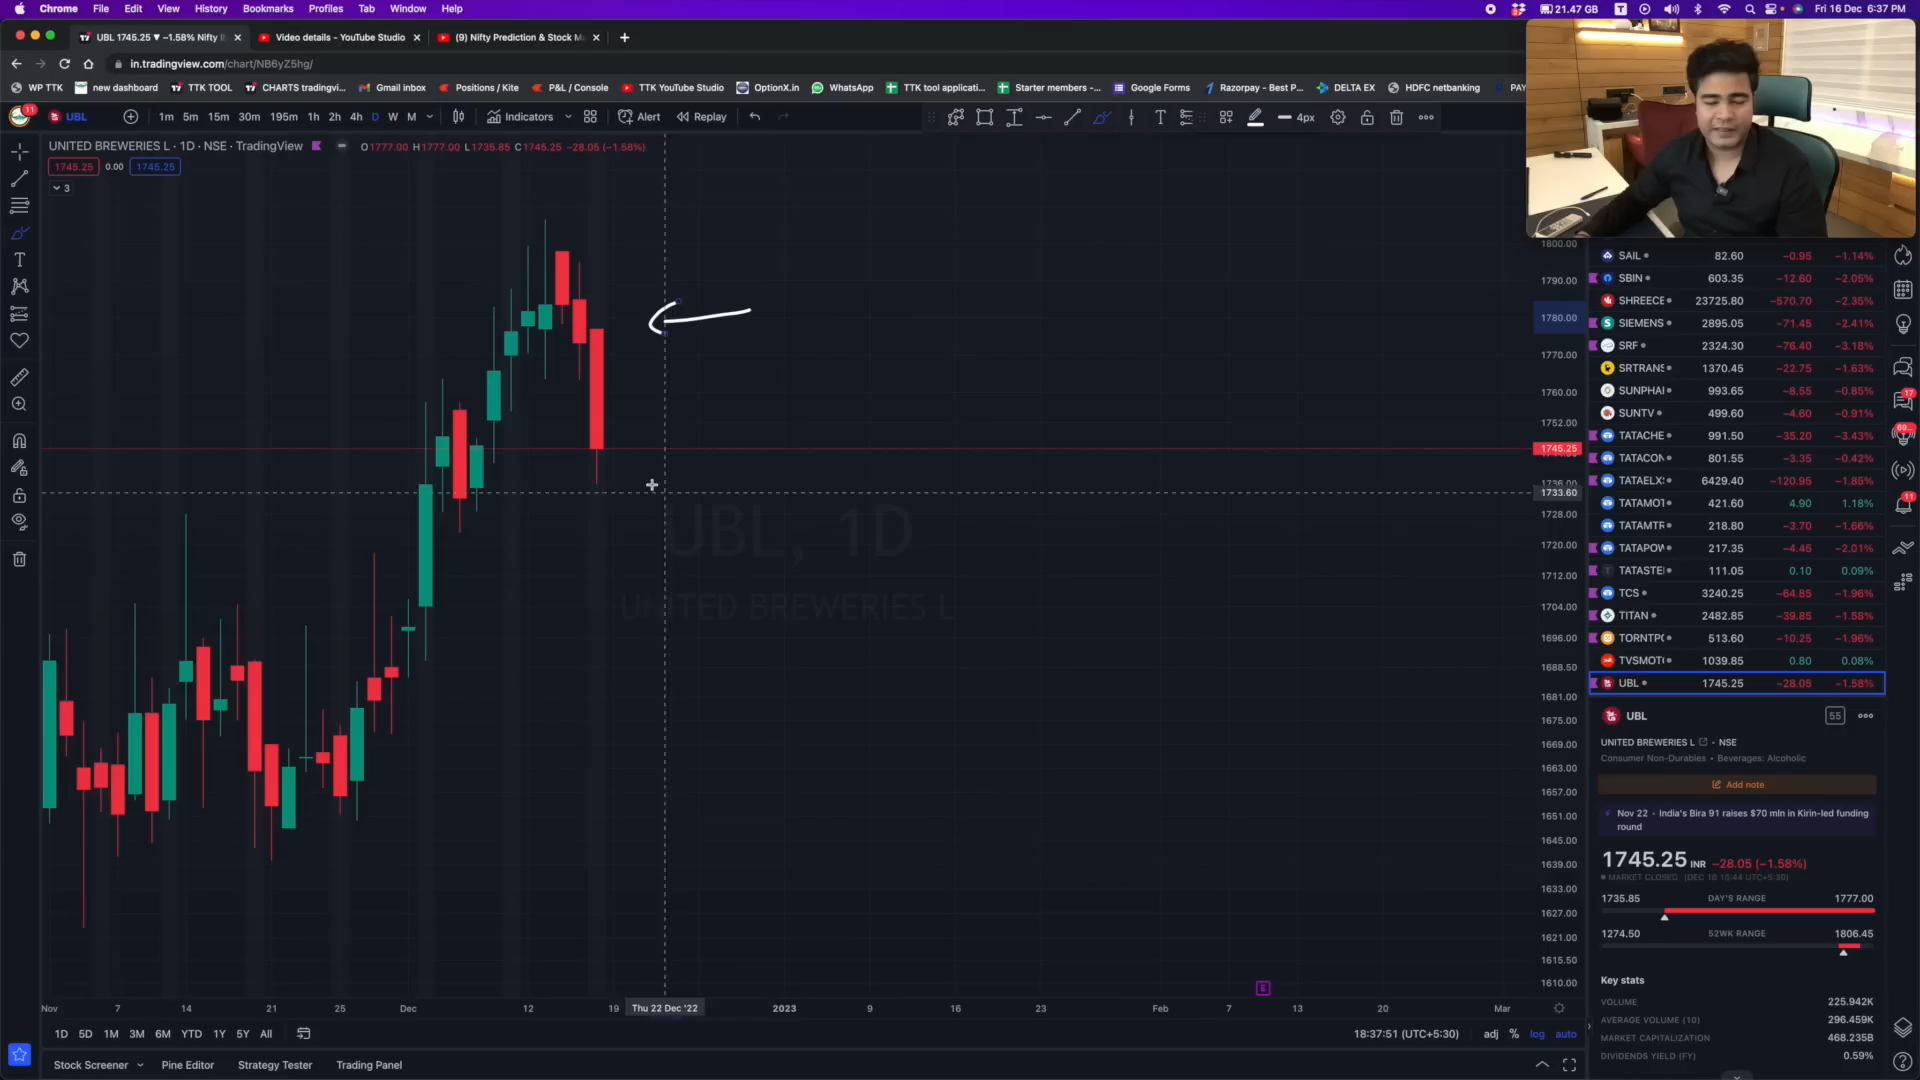 Chrome File Edit View History Bookmarks Profiles Tab Window Help 21.47 GB Fri 16 Dec 6:37 PM
UBL 1745.25 ▼ −1.58% Nifty Video details - YouTube Studio (9) Nifty Prediction & Stock M
in.tradingview.com/chart/NB6yZ5hg/
WP TTK new dashboard TTK TOOL CHARTS tradingvi... Gmail inbox Positions / Kite P&L / Console TTK YouTube Studio OptionX.in WhatsApp TTK tool applicatio... Starter members -... Google Forms Razorpay - Best P... DELTA EX HDFC netbanking PAY
11 UBL 1m 5m 15m 30m 195m 1h 2h 4h D W M Indicators Alert Replay 4px
UNITED BREWERIES L · 1D · NSE · TradingView O1777.00 H1777.00 L1735.85 C1745.25 −28.05 (−1.58%)
1745.25 0.00 1745.25
3
UBL, 1D
UNITED BREWERIES L
1800.00
1790.00
1780.00
1770.00
1760.00
1752.00
1745.25
1733.60
1728.00
1720.00
1712.00
1704.00
1696.00
1688.50
1681.00
1675.00
1669.00
1663.00
1657.00
1651.00
1645.00
1639.00
1633.00
1627.00
1621.00
1615.50
1610.00
Nov 7 14 21 25 Dec 12 19 Thu 22 Dec '22 2023 9 16 23 Feb 13 20 Mar
E
1D 5D 1M 3M 6M YTD 1Y 5Y All 18:37:51 (UTC+5:30) adj % log auto
Stock Screener Pine Editor Strategy Tester Trading Panel
SAIL 82.60 −0.95 −1.14%
SBIN 603.35 −12.60 −2.05%
SHREECE 23725.80 −570.70 −2.35%
SIEMENS 2895.05 −71.45 −2.41%
SRF 2324.30 −76.40 −3.18%
SRTRANS 1370.45 −22.75 −1.63%
SUNPHAI 993.65 −8.55 −0.85%
SUNTV 499.60 −4.60 −0.91%
TATACHE 991.50 −35.20 −3.43%
TATACON 801.55 −3.35 −0.42%
TATAELX 6429.40 −120.95 −1.85%
TATAMOT 421.60 4.90 1.18%
TATAMTR 218.80 −3.70 −1.66%
TATAPOW 217.35 −4.45 −2.01%
TATASTE 111.05 0.10 0.09%
TCS 3240.25 −64.85 −1.96%
TITAN 2482.85 −39.85 −1.58%
TORNTPO 513.60 −10.25 −1.96%
TVSMOT 1039.85 0.80 0.08%
UBL 1745.25 −28.05 −1.58%
UBL 55
UNITED BREWERIES L · NSE
Consumer Non-Durables • Beverages: Alcoholic
Add note
Nov 22 · India's Bira 91 raises $70 mln in Kirin-led funding
round
1745.25 INR −28.05 (−1.58%)
MARKET CLOSED (DEC 16 15:44 UTC+5:30)
1735.85 DAY'S RANGE 1777.00
1274.50 52WK RANGE 1806.45
Key stats
VOLUME 225.942K
AVERAGE VOLUME (10) 296.459K
MARKET CAPITALIZATION 468.235B
DIVIDENDS YIELD (FY) 0.59%
17
69
11